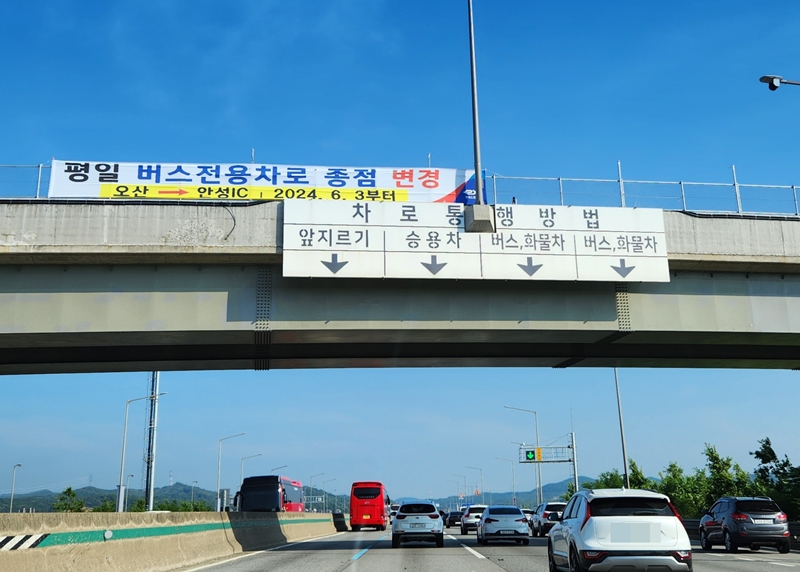 평일 버스전용차로 종점 변경
오산 → 안성IC | 2024. 6. 3부터
차로통행방법
앞지르기 승용차 버스,화물차 버스,화물차